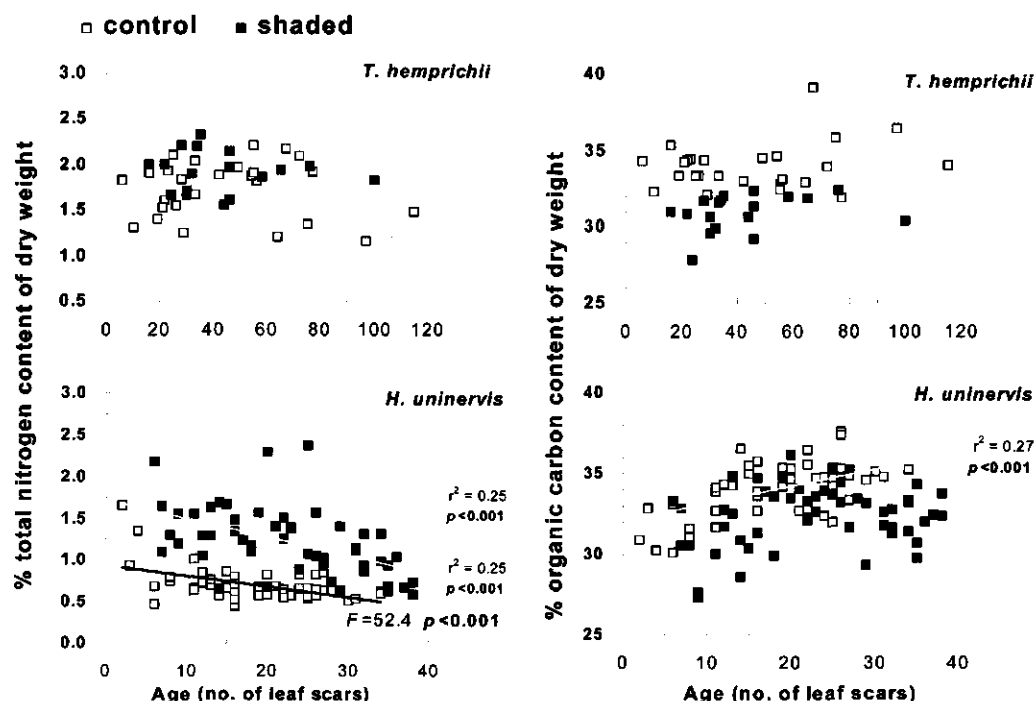 control shaded
% total nitrogen content of dry weight
T. hemprichii
3.0
2.5
2.0
1.5
1.0
0.5
0 20 40 60 80 100 120
% organic carbon content of dry weight
T. hemprichii
40
35
30
25
0 20 40 60 80 100 120
H. uninervis
3.0
2.5
2.0
1.5
1.0
0.5
0.0
r² = 0.25
p<0.001
r² = 0.25
p<0.001
F=52.4 p<0.001
0 10 20 30 40
Age (no. of leaf scars)
H. uninervis
40
35
30
25
r² = 0.27
p<0.001
0 10 20 30 40
Age (no. of leaf scars)